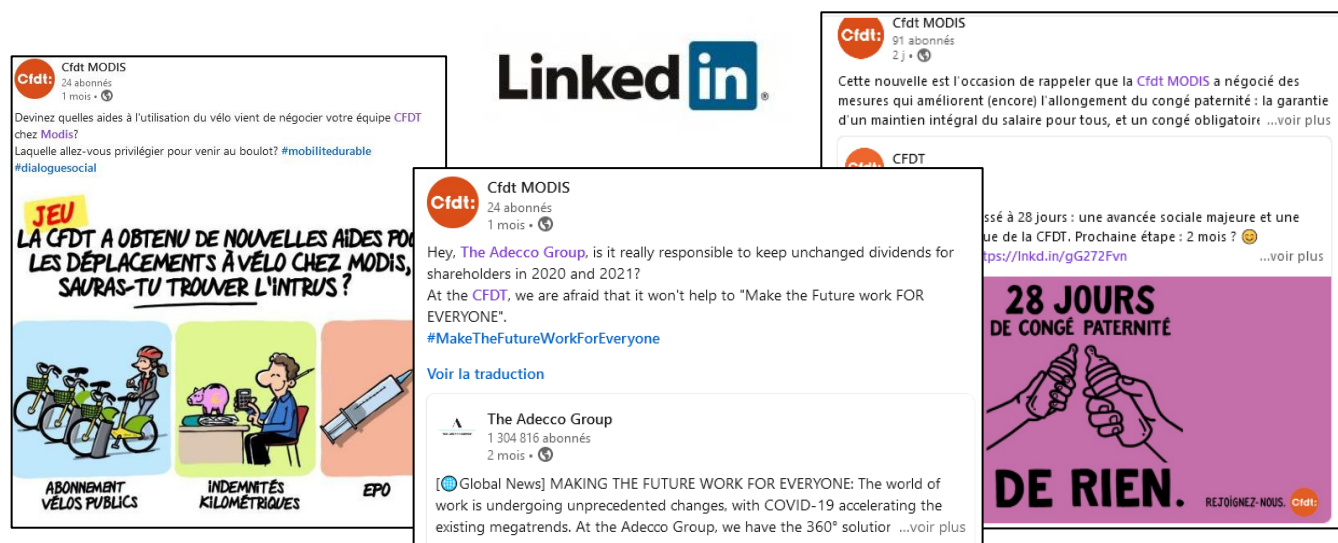 Linked in
Cfdt:
Cfdt MODIS
24 abonnés
1 mois •
Devinez quelles aides à l'utilisation du vélo vient de négocier votre équipe CFDT
chez Modis?
Laquelle allez-vous privilégier pour venir au boulot? #mobilitedurable
#dialoguesocial
JEU
LA CFDT A OBTENU DE NOUVELLES AIDES
LES DÉPLACEMENTS À VÉLO CHEZ MODIS,
SAURAS-TU TROUVER L'INTRUS ?
ABONNEMENT
VÉLOS PUBLICS
INDEMNITÉS
KILOMÉTRIQUES
EPO
Cfdt:
Cfdt MODIS
24 abonnés
1 mois •
Hey, The Adecco Group, is it really responsible to keep unchanged dividends for
shareholders in 2020 and 2021?
At the CFDT, we are afraid that it won't help to "Make the Future work FOR
EVERYONE".
#MakeTheFutureWorkForEveryone
Voir la traduction
The Adecco Group
1 304 816 abonnés
2 mois •
[Global News] MAKING THE FUTURE WORK FOR EVERYONE: The world of
work is undergoing unprecedented changes, with COVID-19 accelerating the
existing megatrends. At the Adecco Group, we have the 360° ...voir plus
Cfdt:
Cfdt MODIS
91 abonnés
2 j •
Cette nouvelle est l'occasion de rappeler que la Cfdt MODIS a négocié des
mesures qui améliorent (encore) l'allongement du congé paternité : la garantie
d'un maintien intégral du salaire pour tous, et un congé obligatoire ...voir plus
CFDT
ssé à 28 jours : une avancée sociale majeure et une
ue de la CFDT. Prochaine étape : 2 mois ?
tps://lnkd.in/gG272Fvn ...voir plus
28 JOURS
DE CONGÉ PATERNITÉ
DE RIEN.
REJOIGNEZ-NOUS. Cfdt: